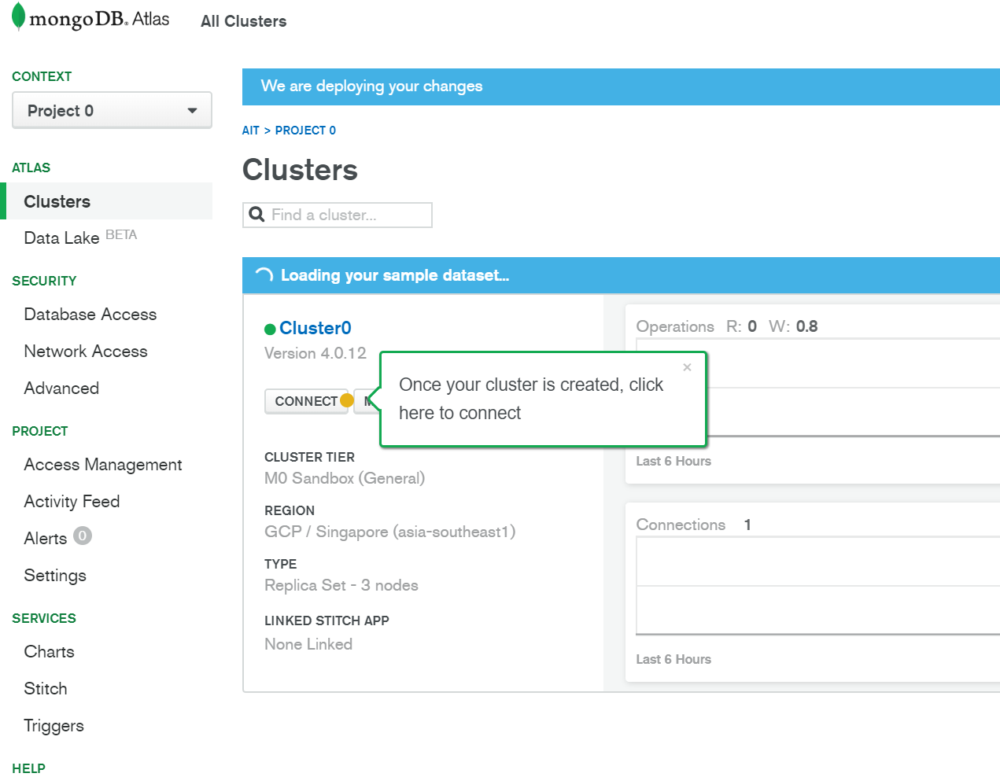 mongoDB. Atlas
All Clusters
CONTEXT
Project 0
ATLAS
Clusters
Data Lake BETA
SECURITY
Database Access
Network Access
Advanced
PROJECT
Access Management
Activity Feed
Alerts 0
Settings
SERVICES
Charts
Stitch
Triggers
HELP
We are deploying your changes
AIT > PROJECT 0
Clusters
Find a cluster...
Loading your sample dataset...
Cluster0
Version 4.0.12
CONNECT
Once your cluster is created, click
here to connect
×
CLUSTER TIER
M0 Sandbox (General)
REGION
GCP / Singapore (asia-southeast1)
TYPE
Replica Set - 3 nodes
LINKED STITCH APP
None Linked
Operations R: 0 W: 0.8
Last 6 Hours
Connections 1
Last 6 Hours